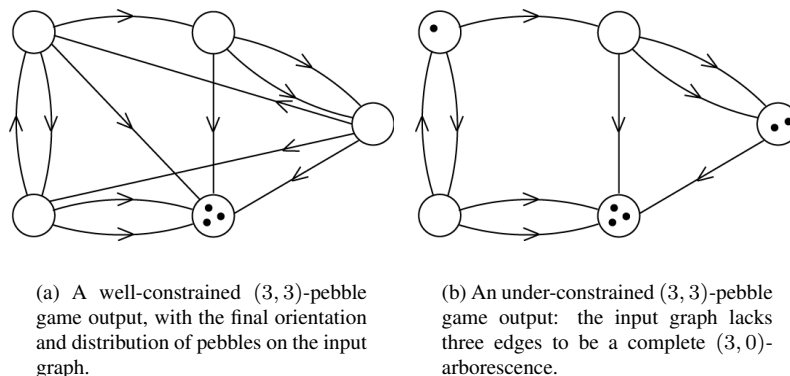 (a) A well-constrained (3, 3)-pebble
game output, with the final orientation
and distribution of pebbles on the input
graph.
(b) An under-constrained (3, 3)-pebble
game output: the input graph lacks
three edges to be a complete (3, 0)-
arborescence.